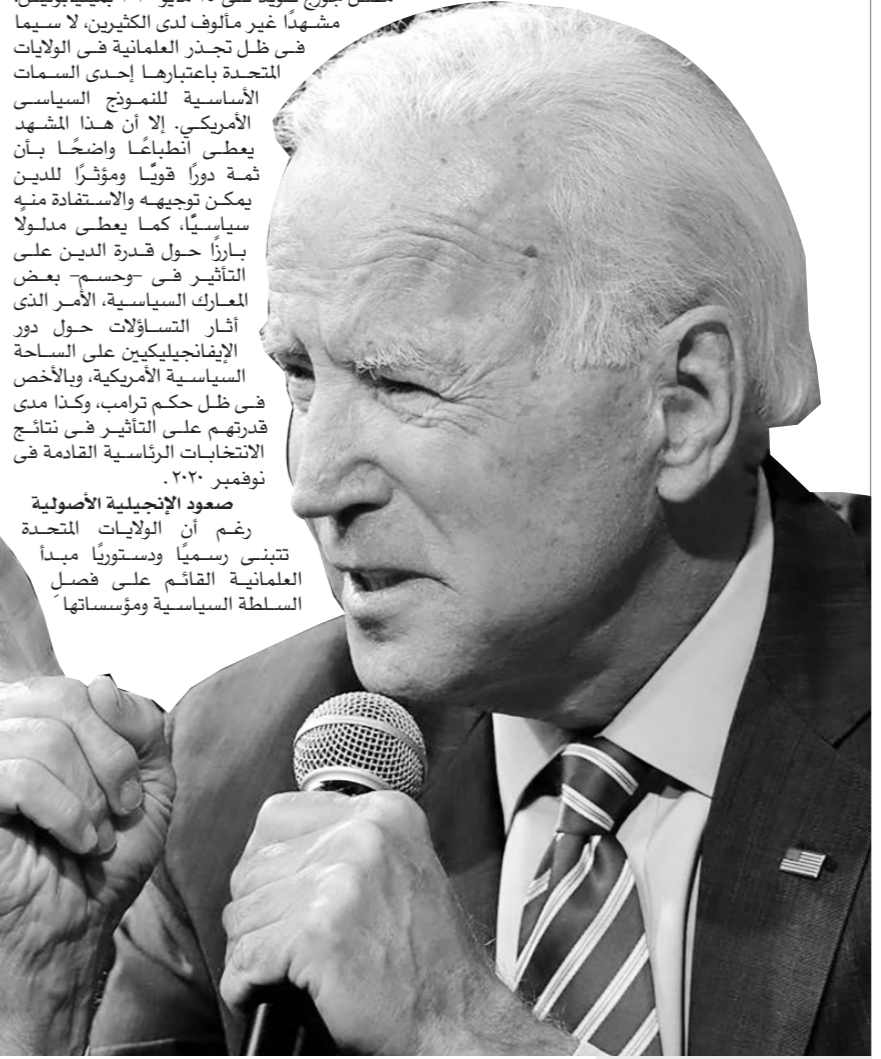 مشهدًا غير مألوف لدى الكثيرين، لا سيما
فى ظل تجذر العلمانية فى الولايات
المتحدة باعتبارها إحدى السمات
الأساسية للنموذج السياسى
الأمريكي. إلا أن هذا المشهد
يعطى انطباعًا واضحًا بأن
ثمة دورًا قويًّا ومؤثرًا للدين
يمكن توجيهه والاستفادة منه
سياسيًّا، كما يعطى مدلولًا
بارزًا حول قدرة الدين على
التأثير فى -وحسم- بعض
المعارك السياسية، الأمر الذى
أثار التساؤلات حول دور
الإيفانجيليكيين على الساحة
السياسية الأمريكية، وبالأخص
فى ظل حكم ترامب، وكذا مدى
قدرتهم على التأثير فى نتائج
الانتخابات الرئاسية القادمة فى
نوفمبر ٢٠٢٠.
صعود الإنجيلية الأصولية
رغم أن الولايات المتحدة
تتبنى رسميًا ودستوريًا مبدأ
العلمانية القائم على فصلِ
السلطة السياسية ومؤسساتها